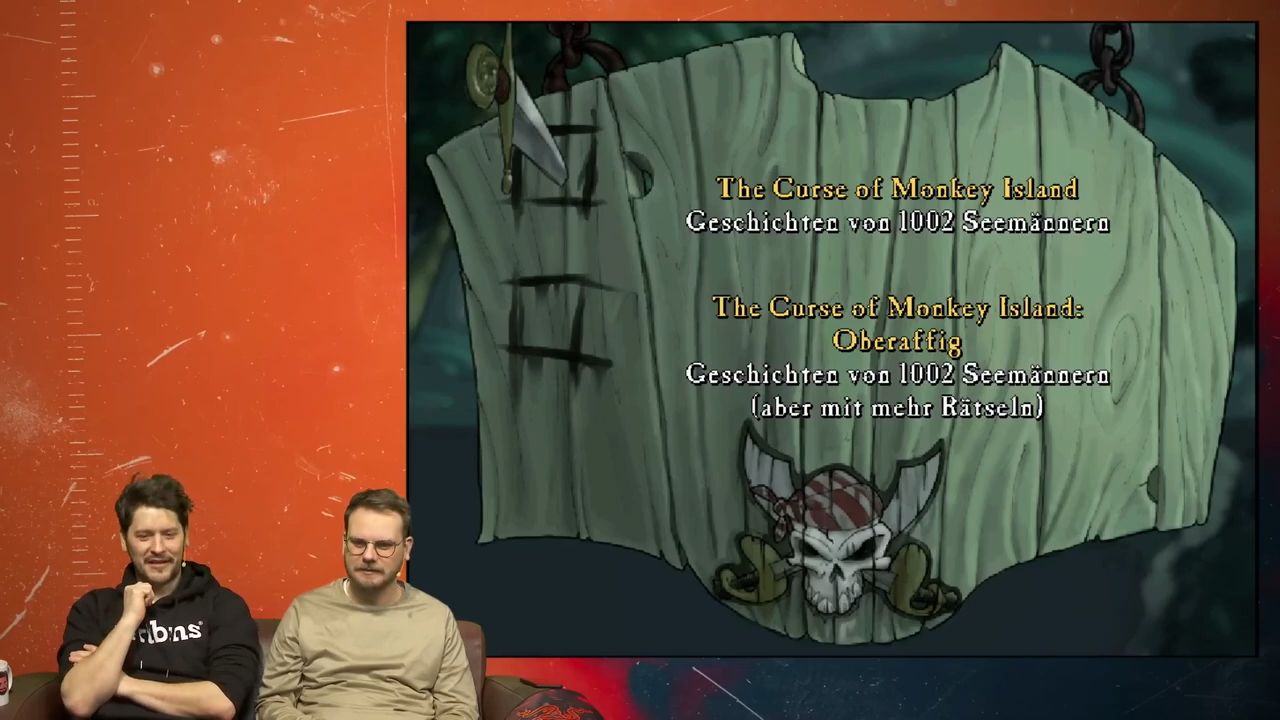 The Curse of Monkey Island
Geschichten von 1002 Seemännern
The Curse of Monkey Island:
Oberaffig
Geschichten von 1002 Seemännern
(aber mit mehr Rätseln)